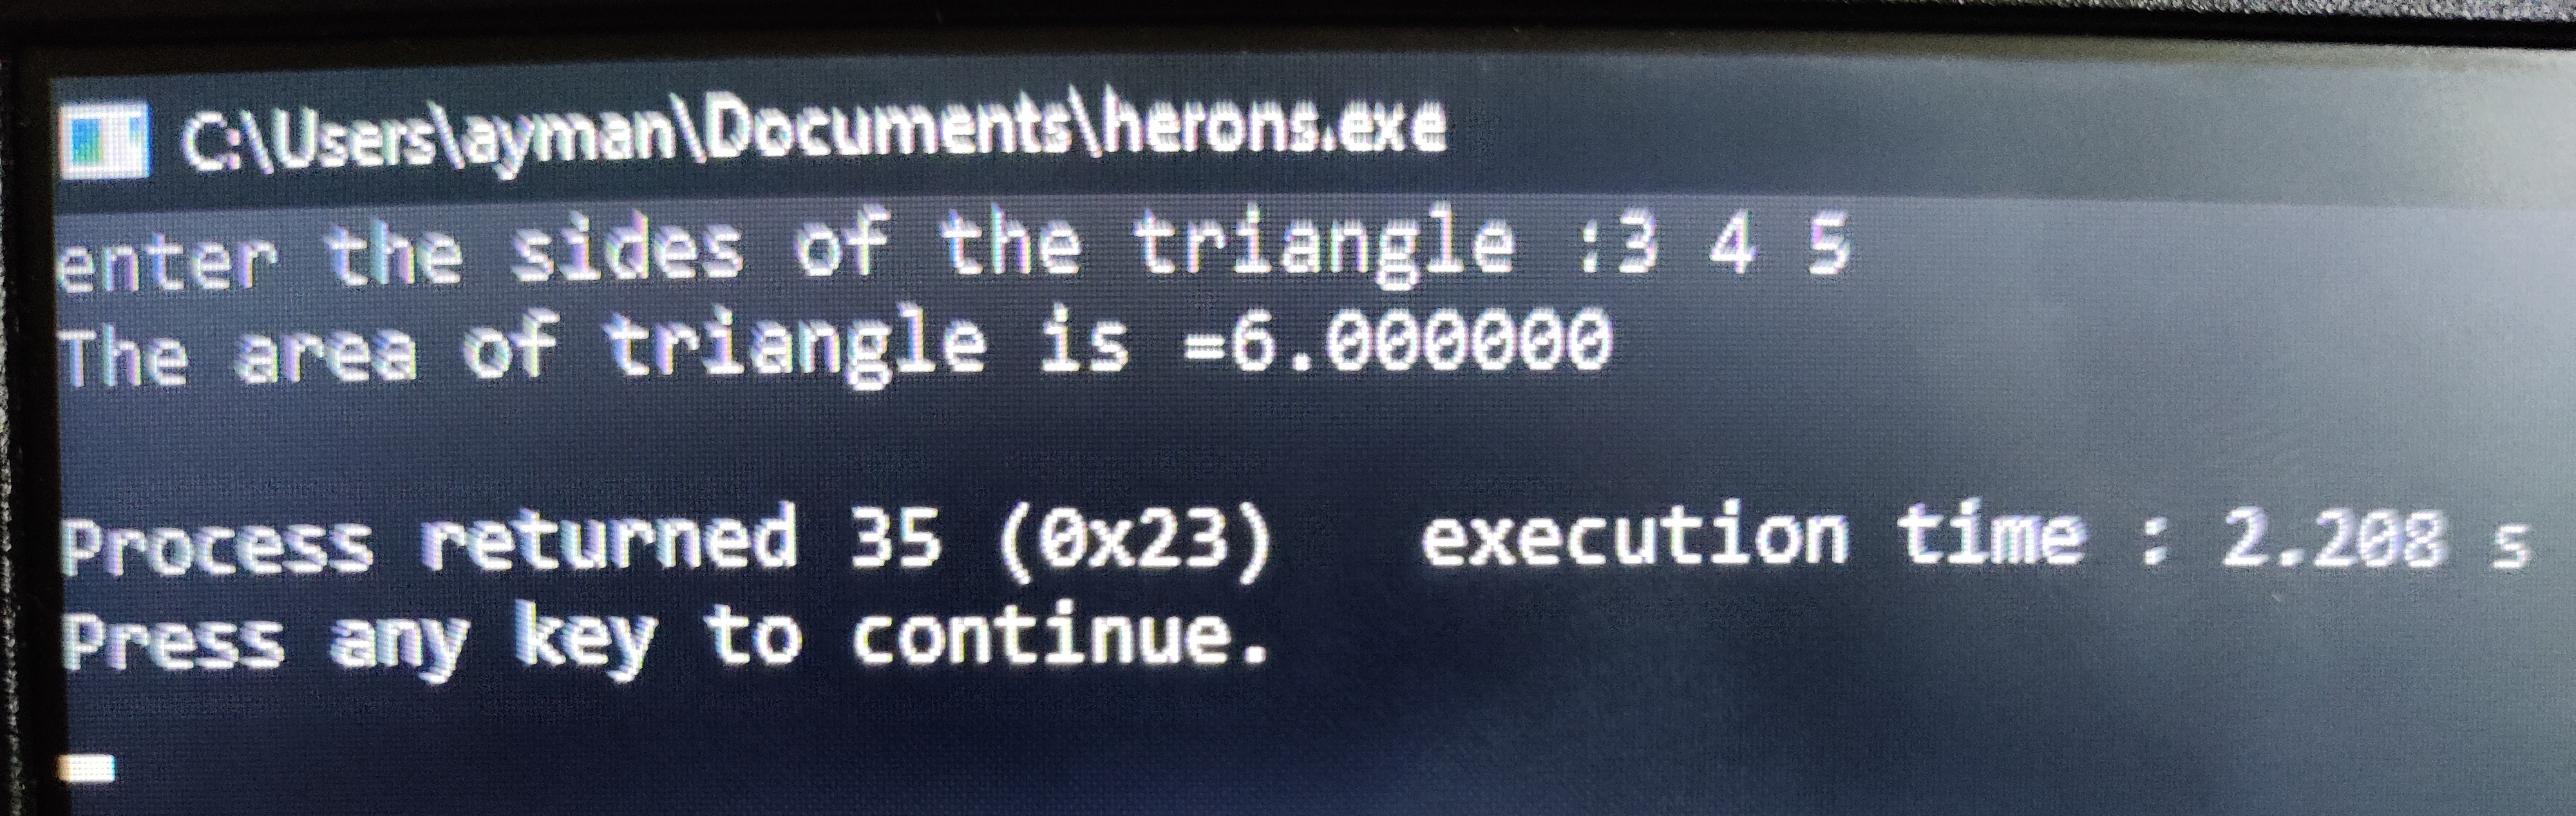 C:\Users\ayman\Documents\herons.exe
enter the sides of the triangle :3 4 5
The area of triangle is =6.000000
Process returned 35 (0x23)   execution time : 2.208 s
Press any key to continue.